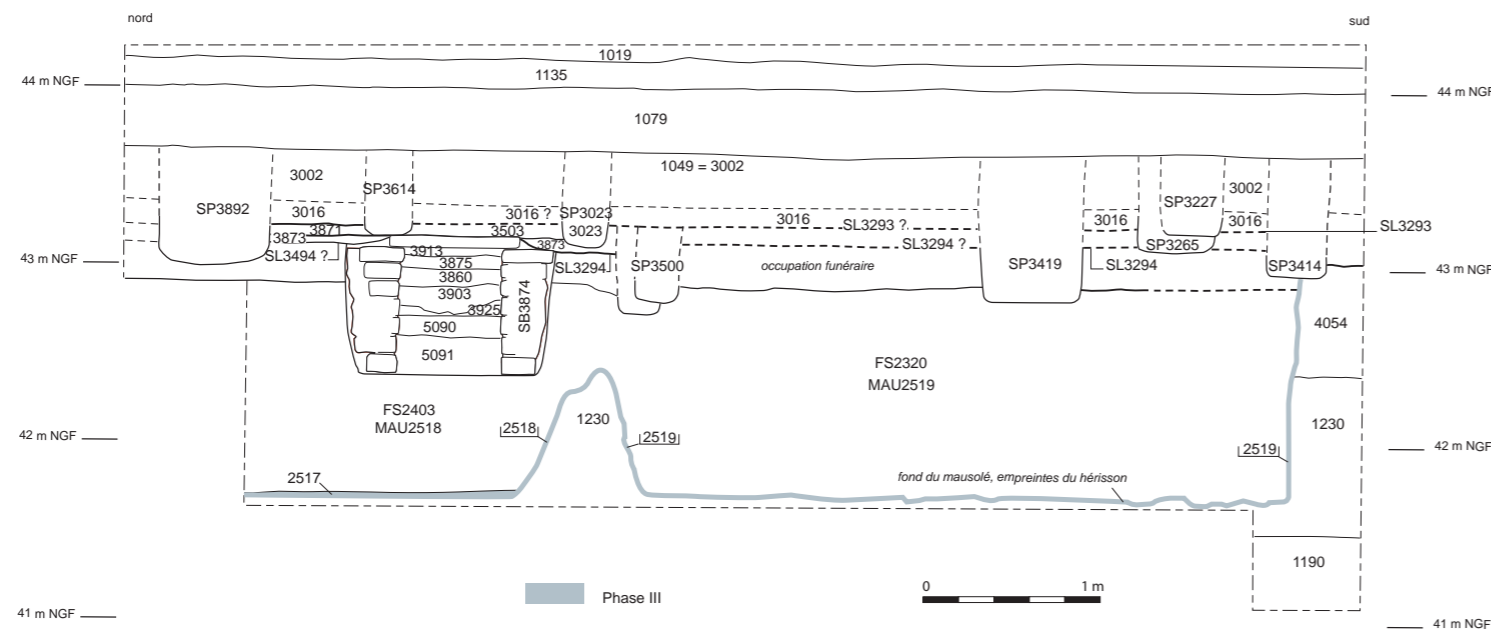 nord
sud
1019
44 m NGF
1135
44 m NGF
1079
1049 = 3002
3002
SP3614
SP3892
SP3023
SP3227
3002
3016
3016 ?
3016
SL3293 ?
3016
3016
SL3293
3871
3023
3503
3873
3873
SL3294 ?
SP3265
SL3494 ?
3913
SL3294
SP3500
occupation funéraire
SP3419
SL3294
SP3414
43 m NGF
43 m NGF
3875
3860
3903
SB3874
3925
5090
5091
4054
FS2320
MAU2519
FS2403
MAU2518
2518
1230
2519
1230
42 m NGF
42 m NGF
2519
2517
fond du mausolé, empreintes du hérisson
1190
Phase III
0
1 m
41 m NGF
41 m NGF